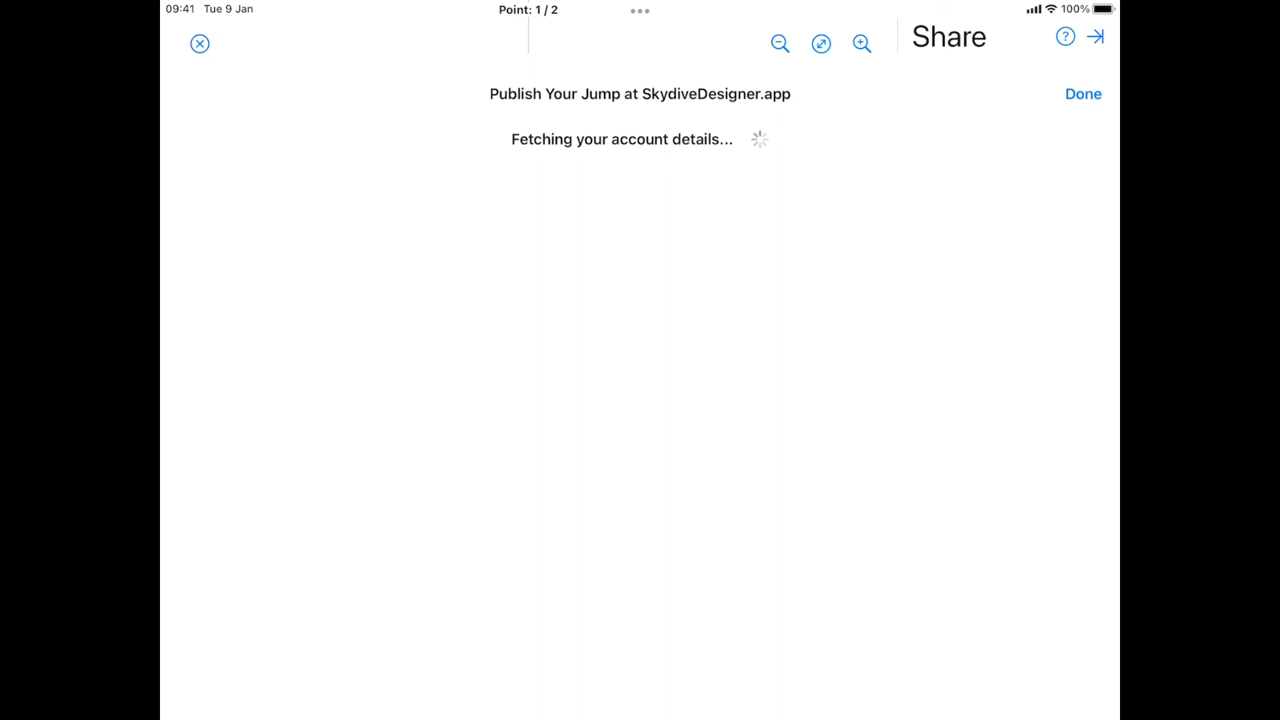 09:41 Tue 9 Jan
Point: 1 / 2
100%
Share
?
Publish Your Jump at SkydiveDesigner.app
Done
Fetching your account details...